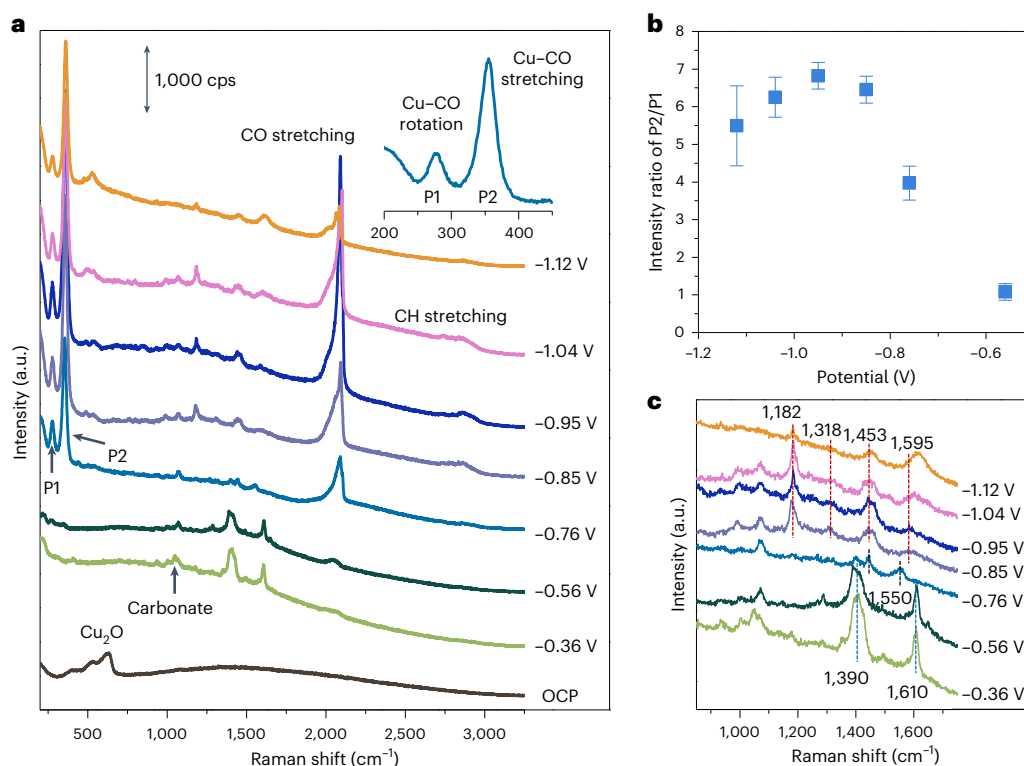 a
1,000 cps
CO stretching
Cu–CO
rotation
Cu–CO
stretching
P1
P2
200
300
400
–1.12 V
CH stretching
–1.04 V
–0.95 V
–0.85 V
P2
P1
–0.76 V
–0.56 V
Carbonate
–0.36 V
Cu₂O
OCP
Intensity (a.u.)
500
1,000
1,500
2,000
2,500
3,000
Raman shift (cm⁻¹)
b
8
7
6
5
4
3
2
1
0
Intensity ratio of P2/P1
–1.2
–1.0
–0.8
–0.6
Potential (V)
c
1,182
1,318
1,453
1,595
–1.12 V
–1.04 V
–0.95 V
–0.85 V
–0.76 V
1,550
–0.56 V
1,390
1,610
–0.36 V
Intensity (a.u.)
1,000
1,200
1,400
1,600
Raman shift (cm⁻¹)